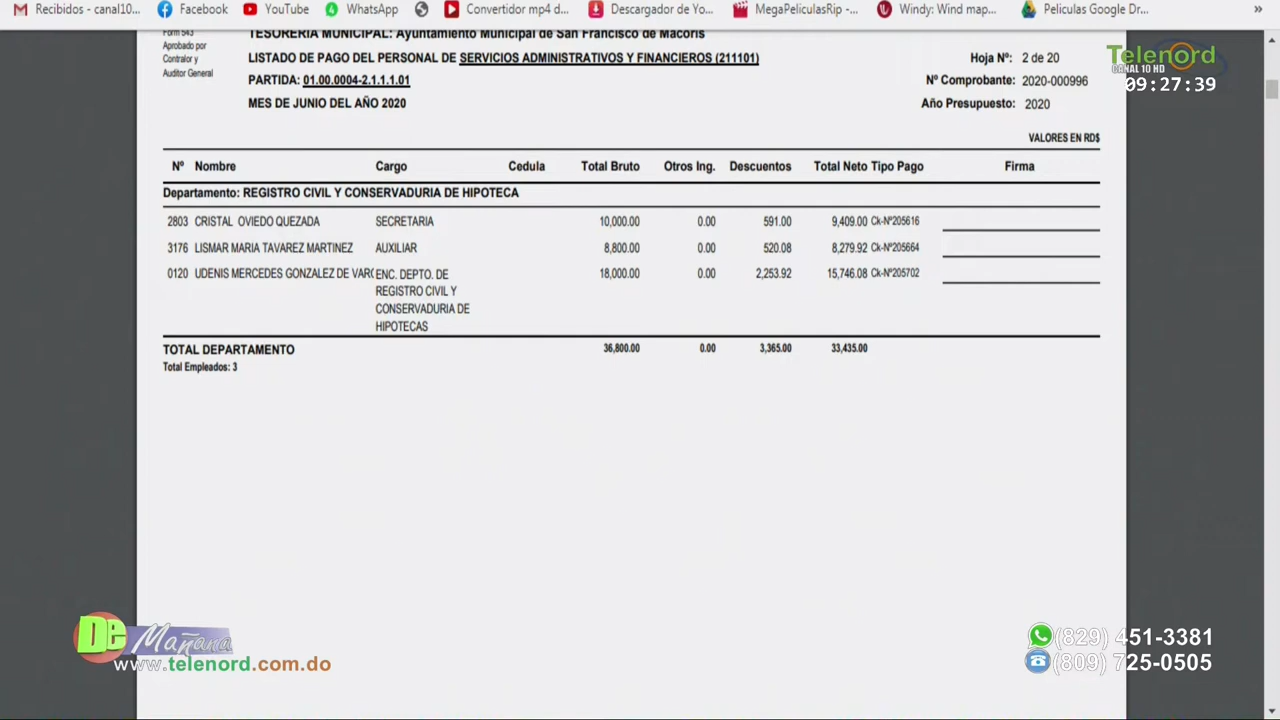 Recibidos - canal10... Facebook YouTube WhatsApp Convertidor mp4 d... Descargador de Yo... MegaPeliculasRip -... Windy: Wind map,... Peliculas Google Dr... »
Form 543
Aprobado por
Contralor y
Auditor General
TESORERIA MUNICIPAL: Ayuntamiento Municipal de San Francisco de Macoris
LISTADO DE PAGO DEL PERSONAL DE SERVICIOS ADMINISTRATIVOS Y FINANCIEROS (211101)
PARTIDA: 01.00.0004-2.1.1.1.01
MES DE JUNIO DEL AÑO 2020
Hoja Nº: 2 de 20
Nº Comprobante: 2020-000996
Año Presupuesto: 2020
Telenord
CANAL 10 HD
09:27:39
VALORES EN RD$
Nº Nombre Cargo Cedula Total Bruto Otros Ing. Descuentos Total Neto Tipo Pago Firma
Departamento: REGISTRO CIVIL Y CONSERVADURIA DE HIPOTECA
2803 CRISTAL OVIEDO QUEZADA SECRETARIA 10,000.00 0.00 591.00 9,409.00 Ck-Nº205616
3176 LISMAR MARIA TAVAREZ MARTINEZ AUXILIAR 8,800.00 0.00 520.08 8,279.92 Ck-Nº205664
0120 UDENIS MERCEDES GONZALEZ DE VARG ENC. DEPTO. DE 18,000.00 0.00 2,253.92 15,746.08 Ck-Nº205702
REGISTRO CIVIL Y
CONSERVADURIA DE
HIPOTECAS
TOTAL DEPARTAMENTO 36,800.00 0.00 3,365.00 33,435.00
Total Empleados: 3
De Mañana
www.telenord.com.do
(829) 451-3381
(809) 725-0505